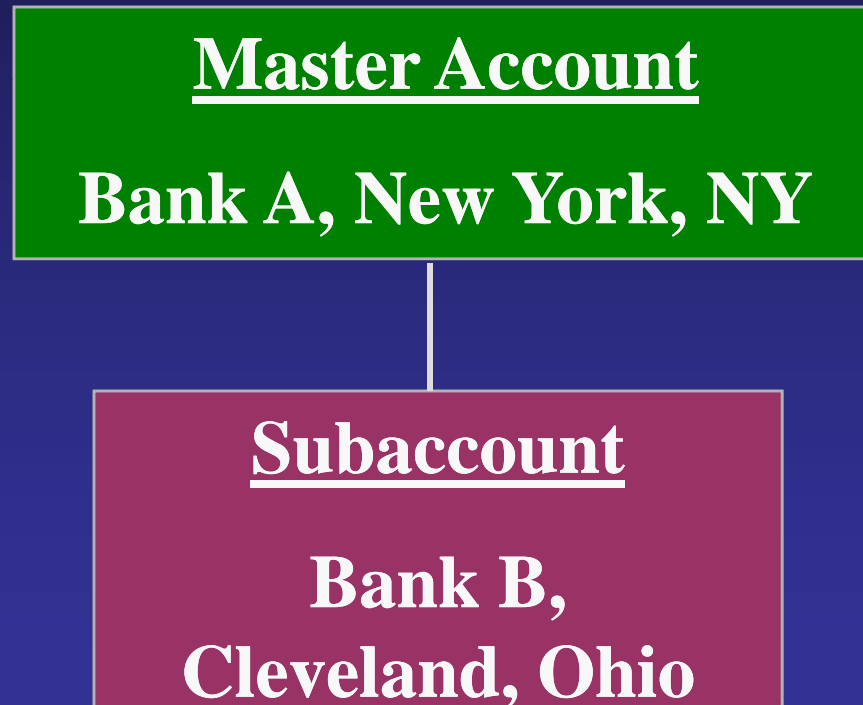 Master Account
Bank A, New York, NY
Subaccount
Bank B,
Cleveland, Ohio